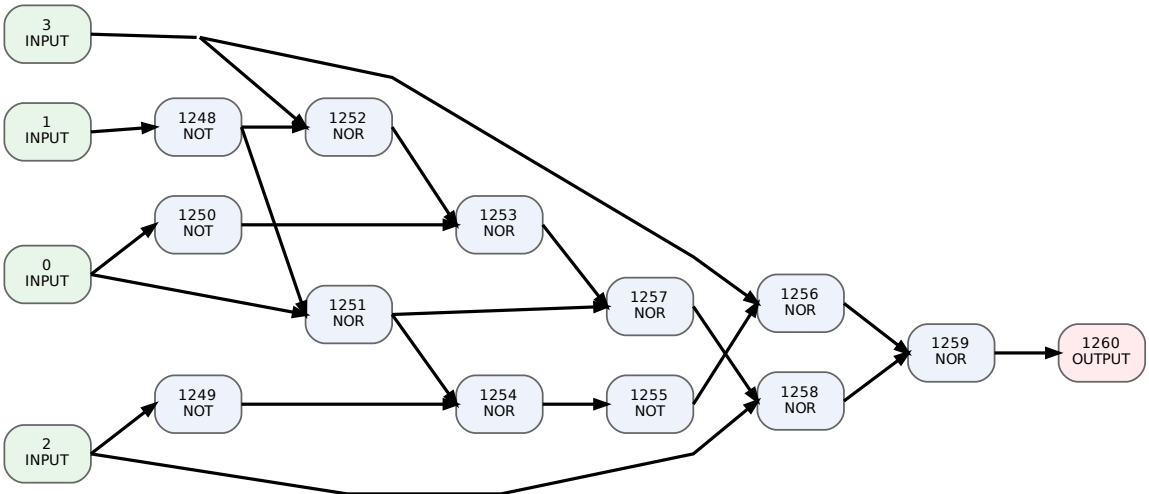 3
INPUT
1
INPUT
1248
NOT
1252
NOR
1250
NOT
1253
NOR
0
INPUT
1251
NOR
1257
NOR
1256
NOR
1259
NOR
1260
OUTPUT
1249
NOT
1254
NOR
1255
NOT
1258
NOR
2
INPUT